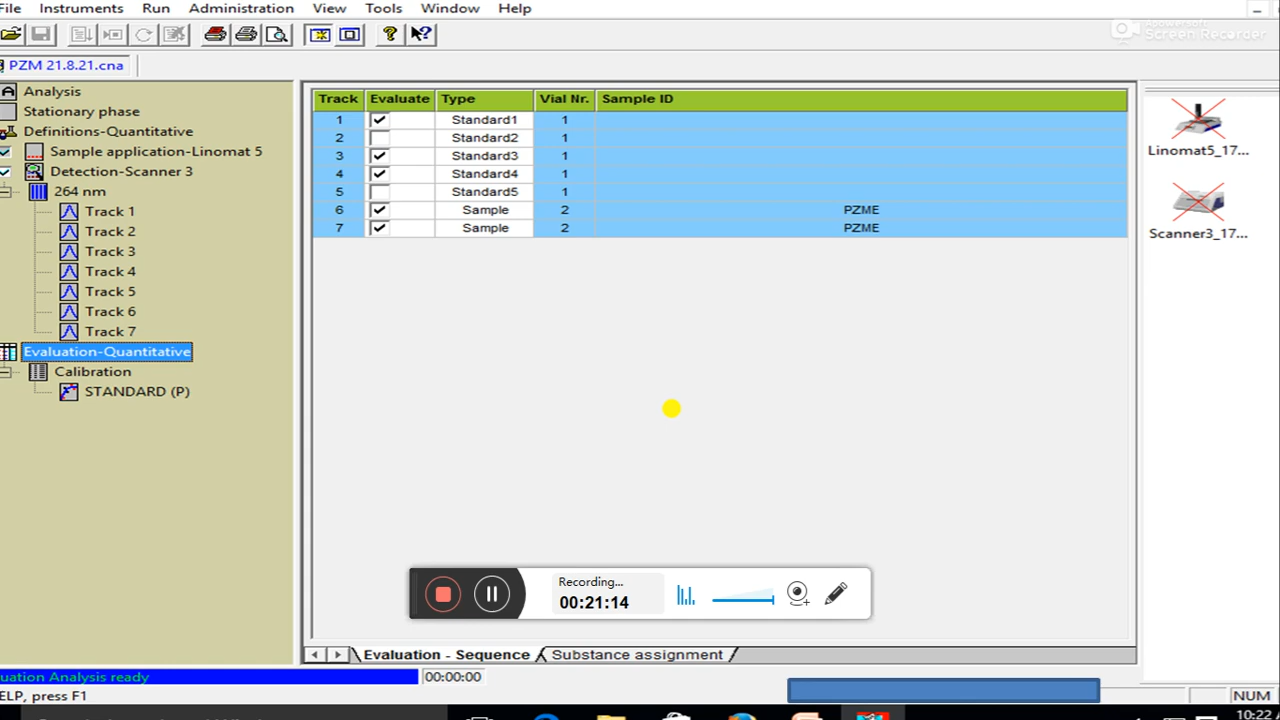 File Instruments Run Administration View Tools Window Help
Screen Recorder
PZM 21.8.21.cna
Analysis
Stationary phase
Definitions-Quantitative
Sample application-Linomat 5
Detection-Scanner 3
264 nm
Track 1
Track 2
Track 3
Track 4
Track 5
Track 6
Track 7
Evaluation-Quantitative
Calibration
STANDARD (P)
Track Evaluate Type Vial Nr. Sample ID
1 Standard1 1
2 Standard2 1
3 Standard3 1
4 Standard4 1
5 Standard5 1
6 Sample 2 PZME
7 Sample 2 PZME
Linomat5_17...
Scanner3_17...
Recording...
00:21:14
Evaluation - Sequence Substance assignment
uation Analysis ready 00:00:00
ELP, press F1 NUM
10:22